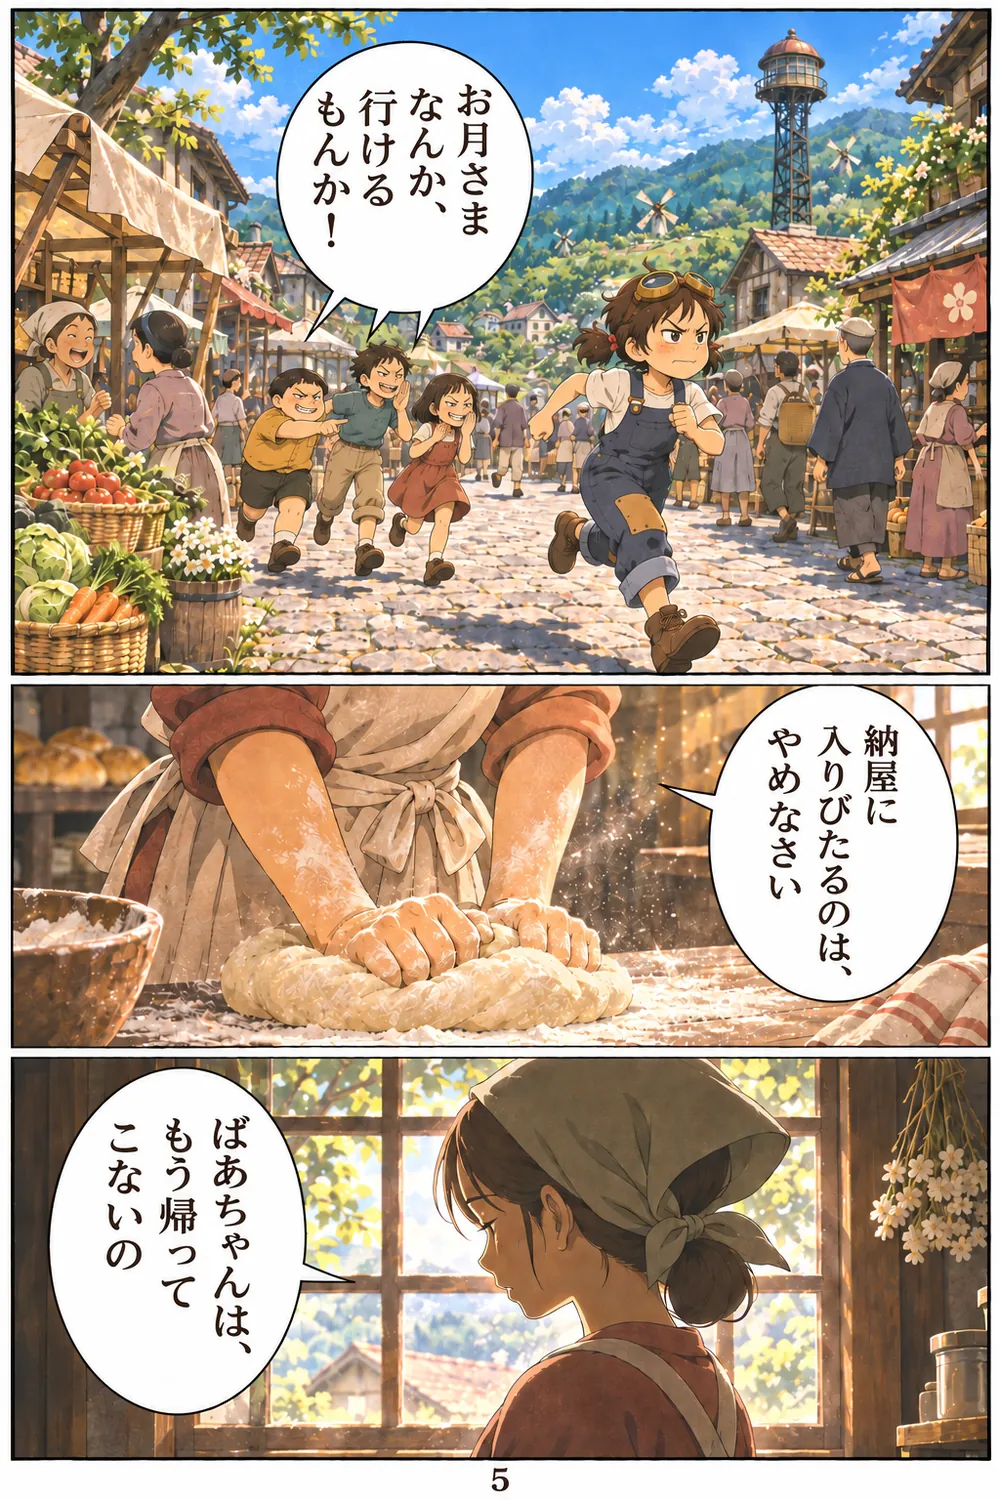 お月さま
なんか、
行ける
もんか！
納屋に
入りびたるのは、
やめなさい
ばあちゃんは、
もう帰って
こないの
5